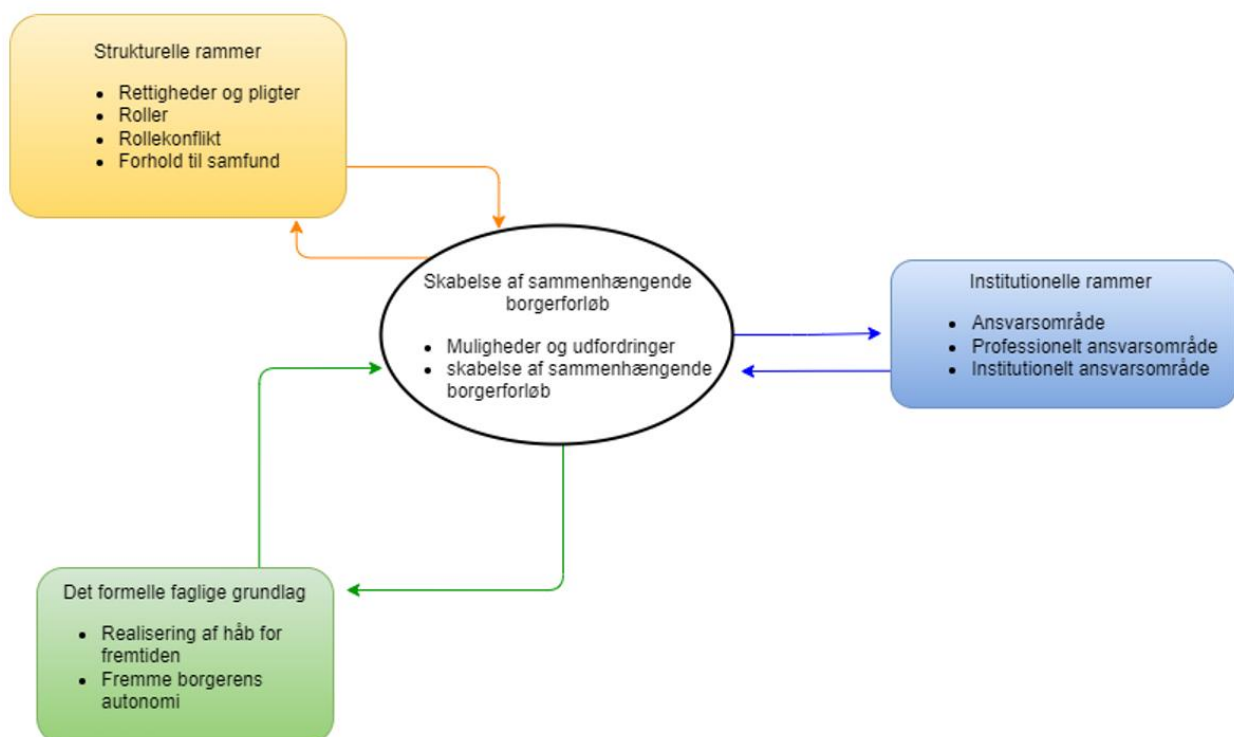 Strukturelle rammer
• Rettigheder og pligter
• Roller
• Rollekonflikt
• Forhold til samfund
Skabelse af sammenhængende
borgerforløb
• Muligheder og udfordringer
• skabelse af sammenhængende
borgerforløb
Institutionelle rammer
• Ansvarsområde
• Professionelt ansvarsområde
• Institutionelt ansvarsområde
Det formelle faglige grundlag
• Realisering af håb for
fremtiden
• Fremme borgerens
autonomi